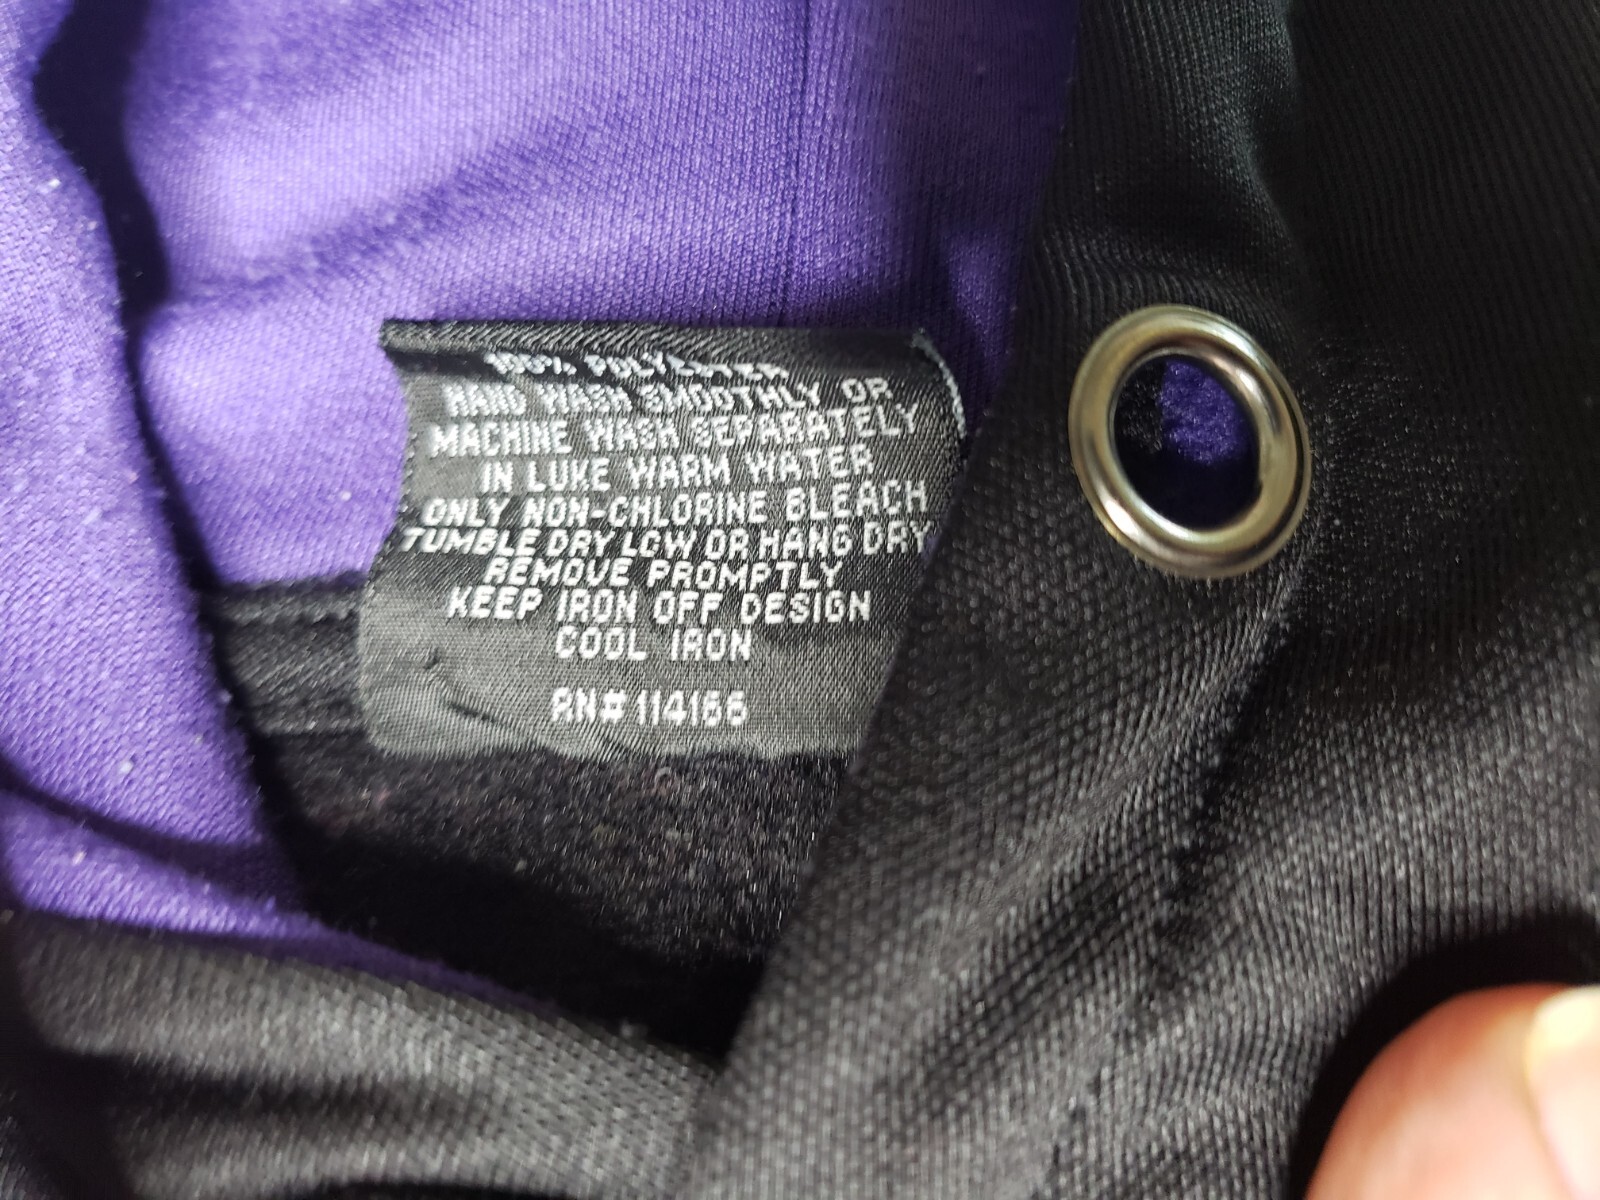 100% POLYESTER
HAND WASH SMOOTHLY OR
MACHINE WASH SEPARATELY
IN LUKE WARM WATER
ONLY NON-CHLORINE BLEACH
TUMBLE DRY LOW OR HANG DRY
REMOVE PROMPTLY
KEEP IRON OFF DESIGN
COOL IRON
RN# 114166